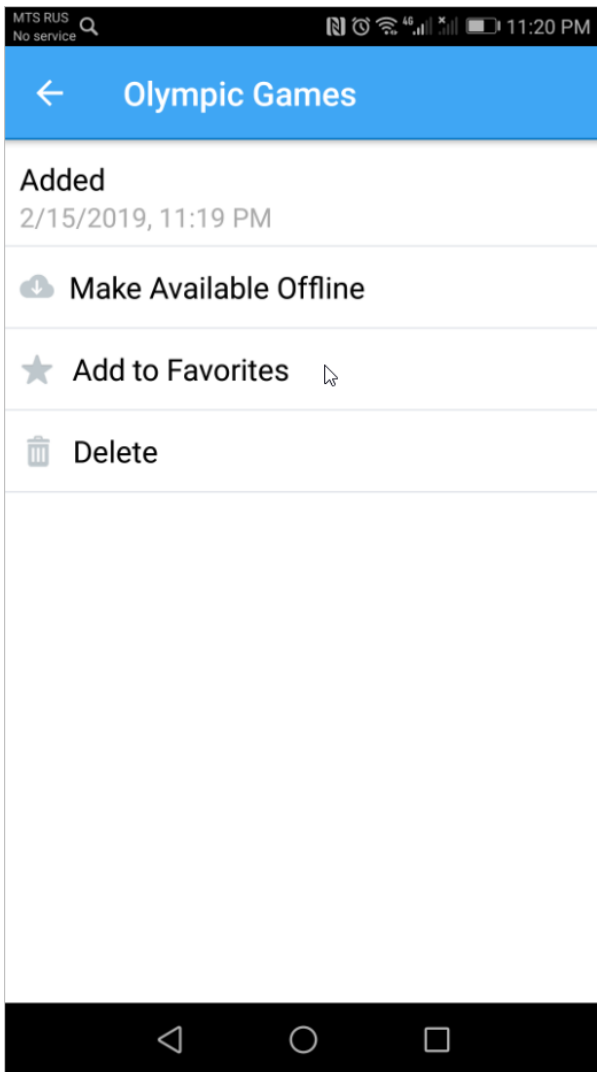 MTS RUS
No service
4G
11:20 PM
Olympic Games
Added
2/15/2019, 11:19 PM
Make Available Offline
Add to Favorites
Delete